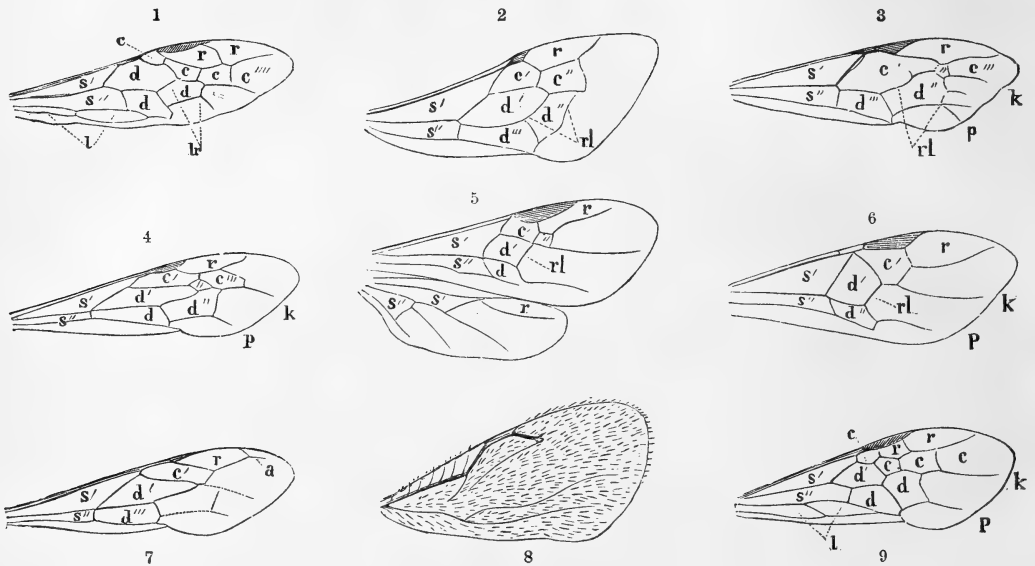 1
c
r r
d c c c''''
s' d
s'' d
l
2
r
c' c''
s' d' d''
s'' d''' rl
3
s' r
c' '' c''' k
s'' d''' d'' p
rl
4
r
c' '' c'''
s' d' d''
s'' d k
p
5
r
c' ''
s' d'
s'' d rl
s'' s' r
6
r
s' c'
s'' d' k
d'' rl
p
7
r a
c'
s' d'
s'' d'''
8
9
c r
r
d' c c c
s' d k
s'' d
l p